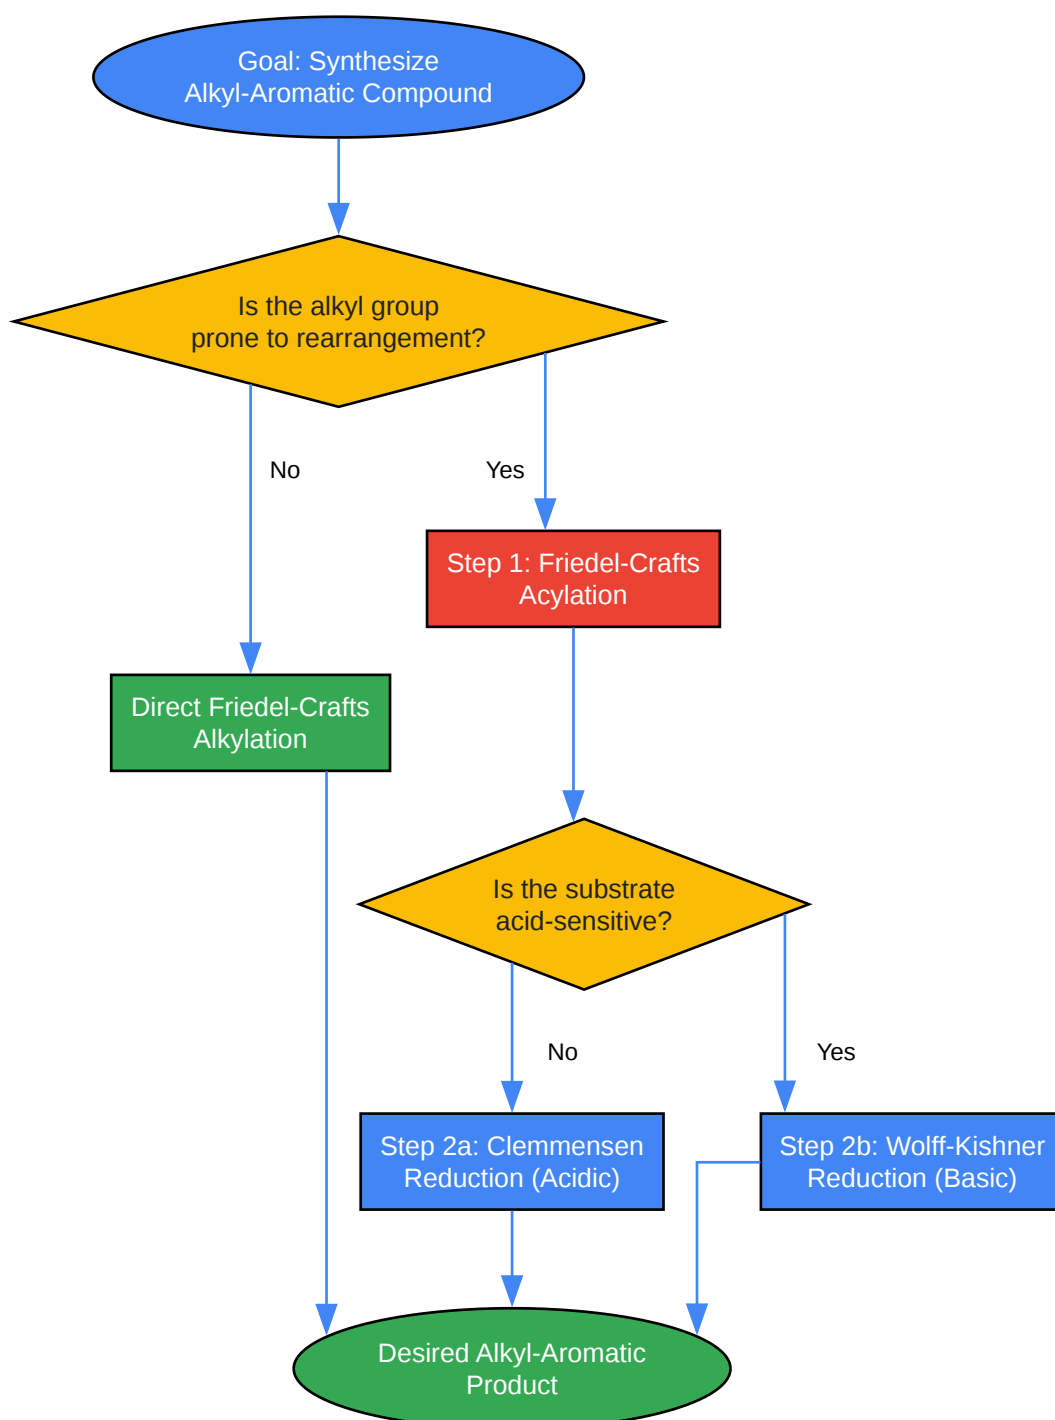 Goal: Synthesize
Alkyl-Aromatic Compound
Is the alkyl group
prone to rearrangement?
No
Yes
Step 1: Friedel-Crafts
Acylation
Direct Friedel-Crafts
Alkylation
Is the substrate
acid-sensitive?
No
Yes
Step 2a: Clemmensen
Reduction (Acidic)
Step 2b: Wolff-Kishner
Reduction (Basic)
Desired Alkyl-Aromatic
Product